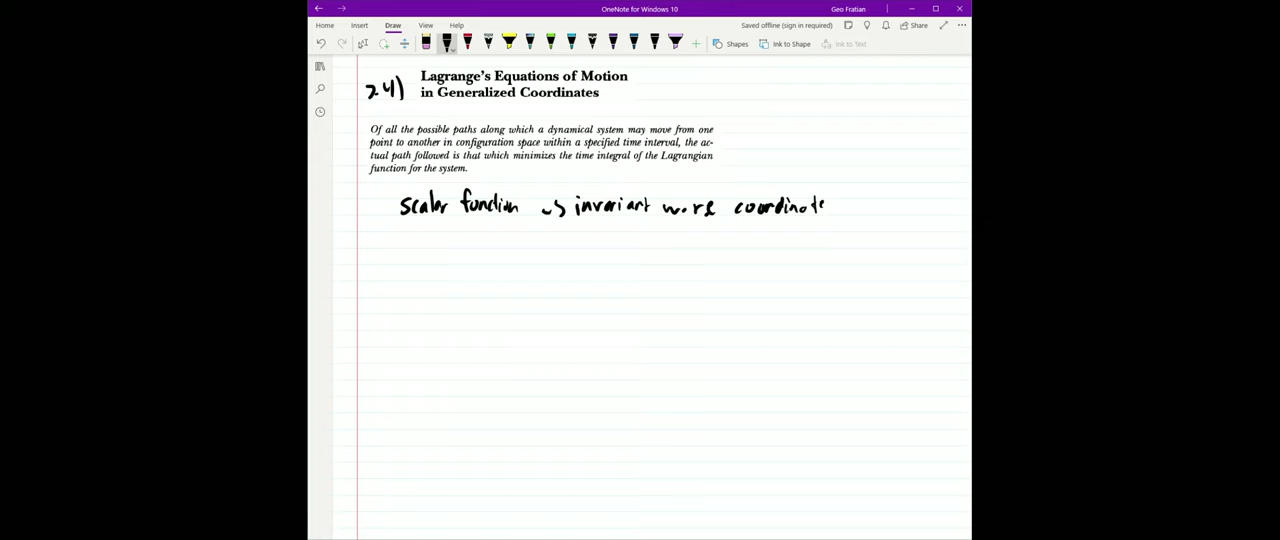 OneNote for Windows 10
Geo Fratian
Home Insert Draw View Help
Saved offline (sign in required)
Share
Shapes
Ink to Shape
Ink to Text
7.4) Lagrange's Equations of Motion
in Generalized Coordinates
Of all the possible paths along which a dynamical system may move from one
point to another in configuration space within a specified time interval, the ac-
tual path followed is that which minimizes the time integral of the Lagrangian
function for the system.
scalar function invariant coordinate